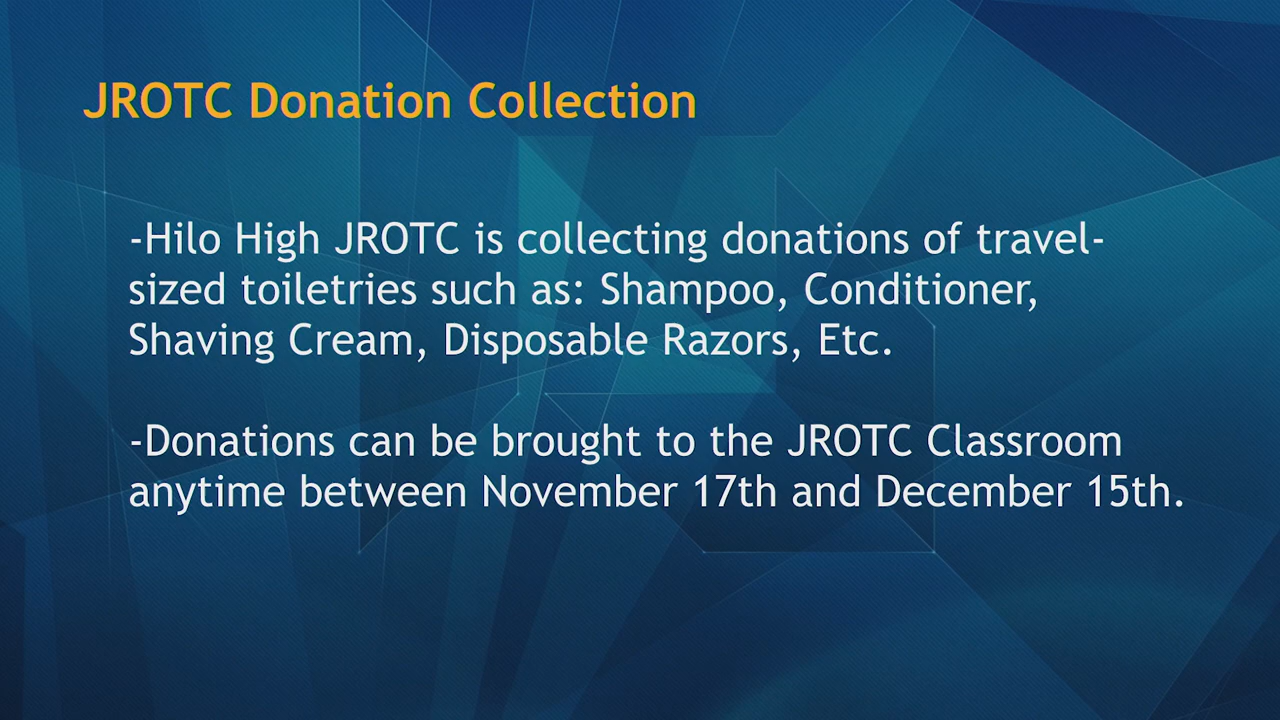 JROTC Donation Collection
-Hilo High JROTC is collecting donations of travel-
sized toiletries such as: Shampoo, Conditioner,
Shaving Cream, Disposable Razors, Etc.
-Donations can be brought to the JROTC Classroom
anytime between November 17th and December 15th.